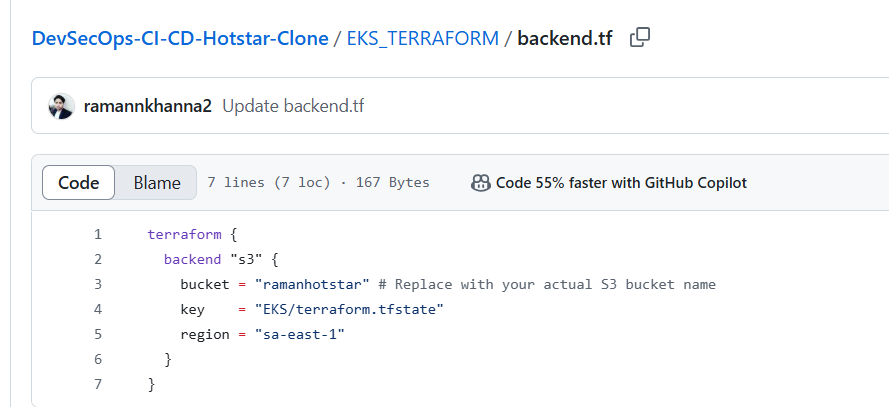 DevSecOps-CI-CD-Hotstar-Clone / EKS_TERRAFORM / backend.tf
ramannkhanna2 Update backend.tf
Code Blame 7 lines (7 loc) · 167 Bytes Code 55% faster with GitHub Copilot
1 terraform {
2 backend "s3" {
3 bucket = "ramanhotstar" # Replace with your actual S3 bucket name
4 key = "EKS/terraform.tfstate"
5 region = "sa-east-1"
6 }
7 }